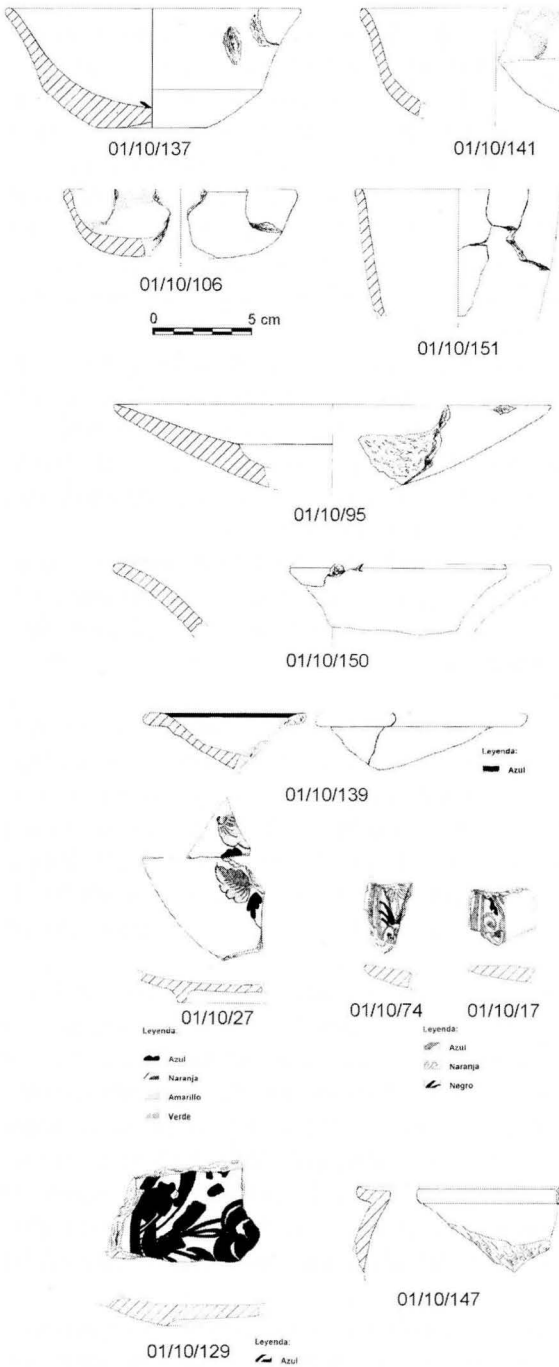 01/10/137
01/10/141
01/10/106
0 5 cm
01/10/151
01/10/95
01/10/150
Leyenda:
Azul
01/10/139
01/10/27
01/10/74
01/10/17
Leyenda:
Azul
Naranja
Amarillo
Verde
Leyenda:
Azul
Naranja
Negro
01/10/129
Leyenda:
Azul
01/10/147